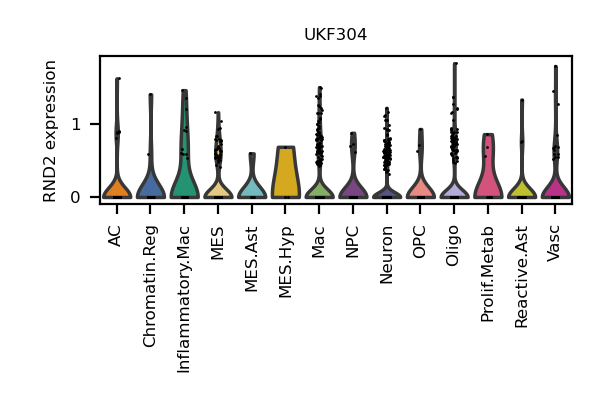 UKF304
RND2 expression
1
0
AC
Chromatin.Reg
Inflammatory.Mac
MES
MES.Ast
MES.Hyp
Mac
NPC
Neuron
OPC
Oligo
Prolif.Metab
Reactive.Ast
Vasc